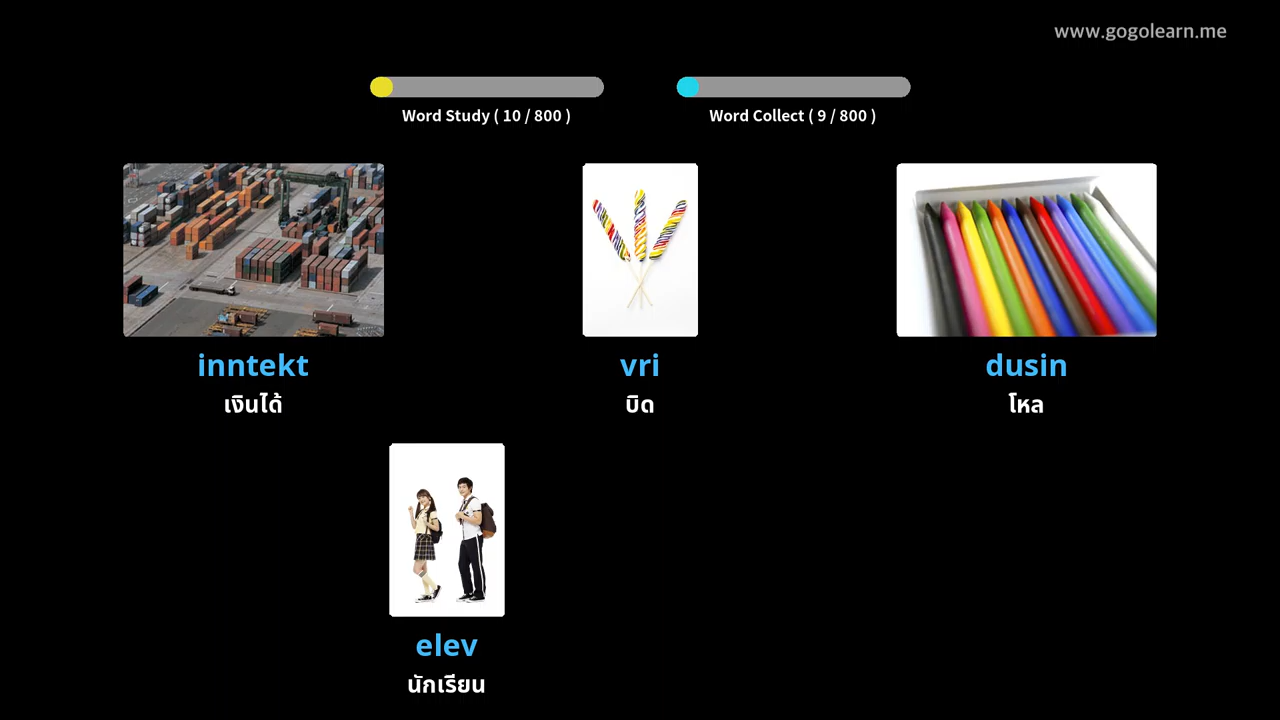 www.gogolearn.me
Word Study ( 10 / 800 )
Word Collect ( 9 / 800 )
inntekt
เงินได้
vri
บิด
dusin
โหล
elev
นักเรียน